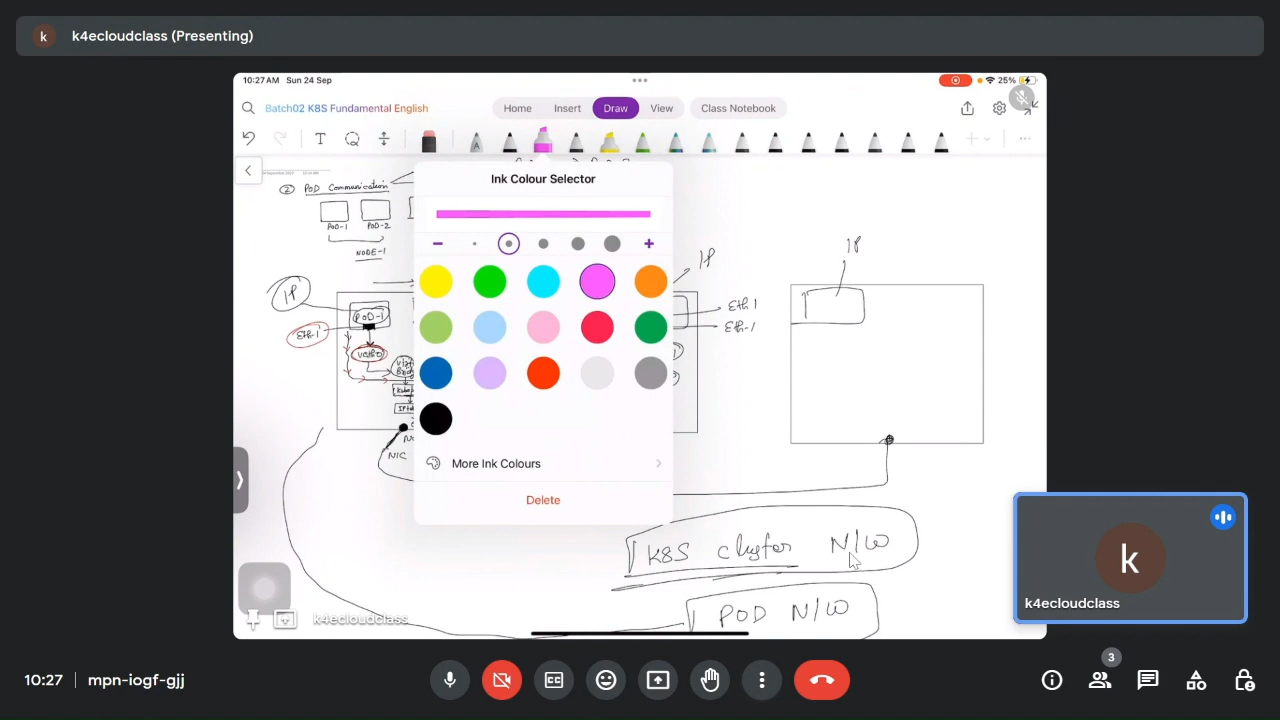 k4ecloudclass (Presenting)
10:27 AM Sun 24 Sep
25%
Batch02 K8S Fundamental English
Home Insert Draw View Class Notebook
② POD Communication
POD-1 POD-2
NODE-1
Ink Colour Selector
IP
IP
IP
POD-1
Eth-1
Eth 1
Eth-1
veth0
NIC
More Ink Colours
Delete
K8S cluster N/W
POD N/W
k4ecloudclass
k
k4ecloudclass
10:27 mpn-iogf-gjj
3